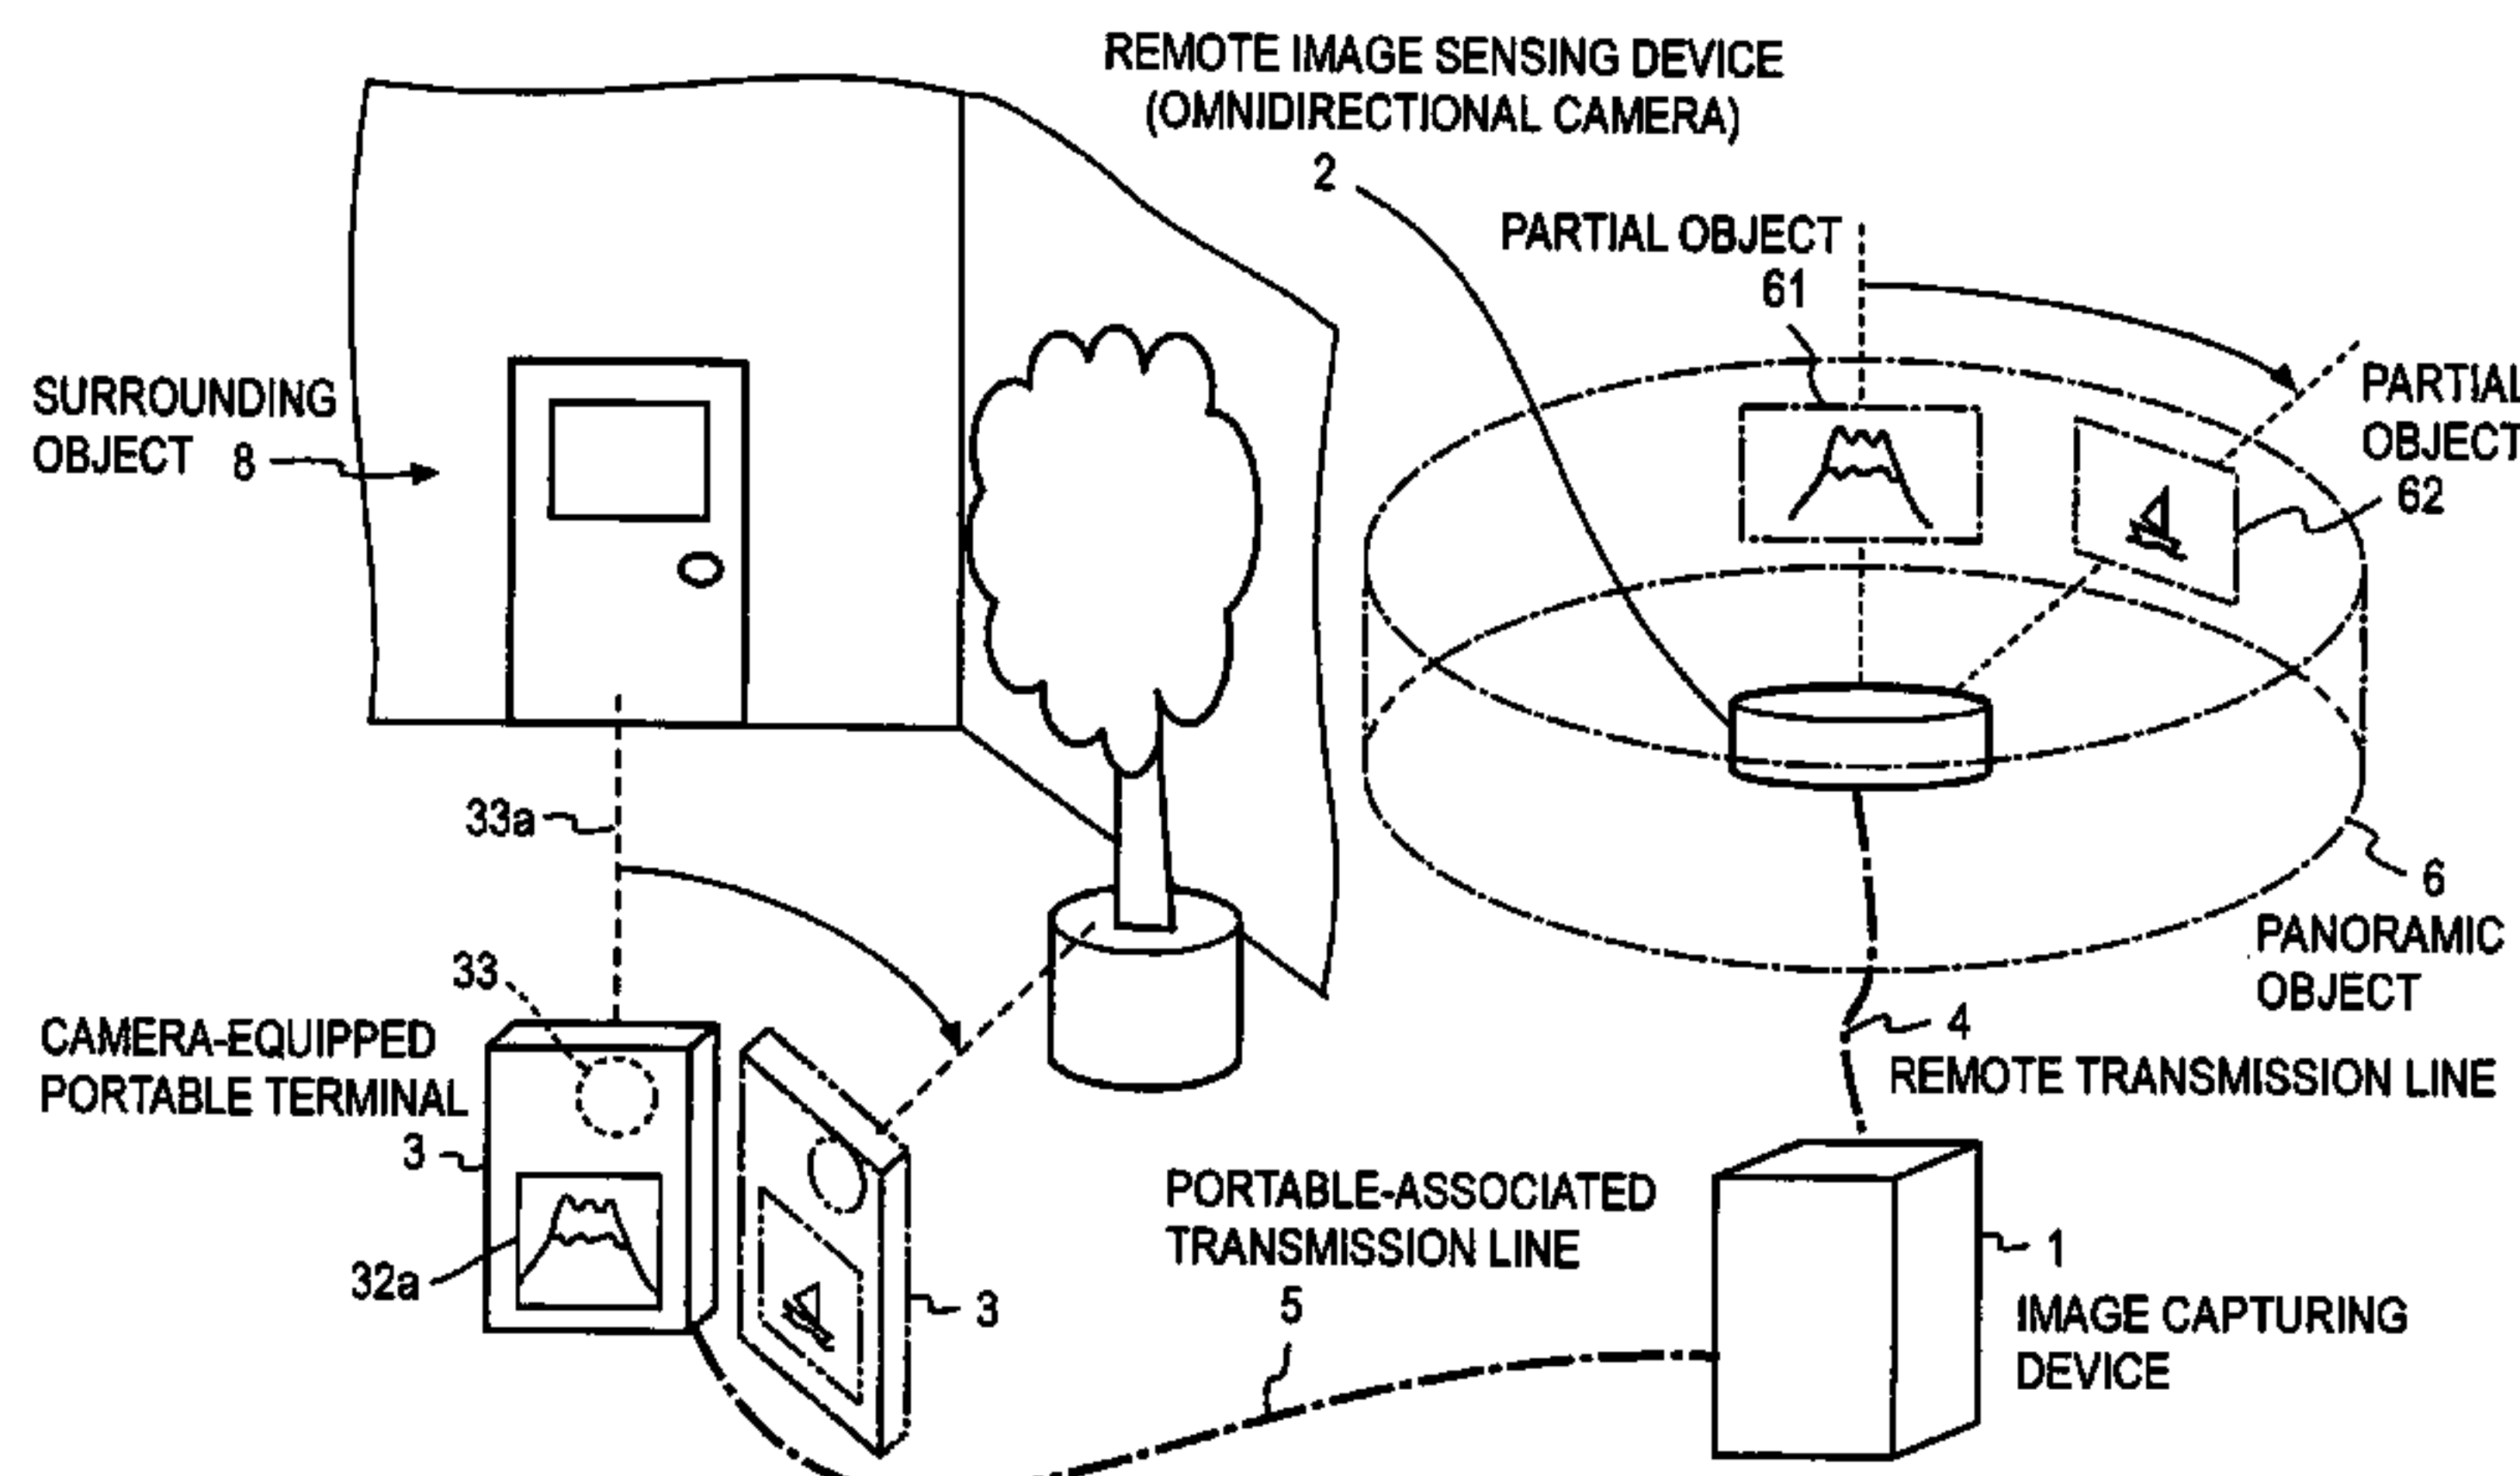 REMOTE IMAGE SENSING DEVICE
(OMNIDIRECTIONAL CAMERA)
2
PARTIAL OBJECT
61
PARTIAL
OBJECT
62
SURROUNDING
OBJECT 8
33a
6
PANORAMIC
OBJECT
33
CAMERA-EQUIPPED
PORTABLE TERMINAL
3
4
REMOTE TRANSMISSION LINE
PORTABLE-ASSOCIATED
TRANSMISSION LINE
5
1
IMAGE CAPTURING
DEVICE
32a
3